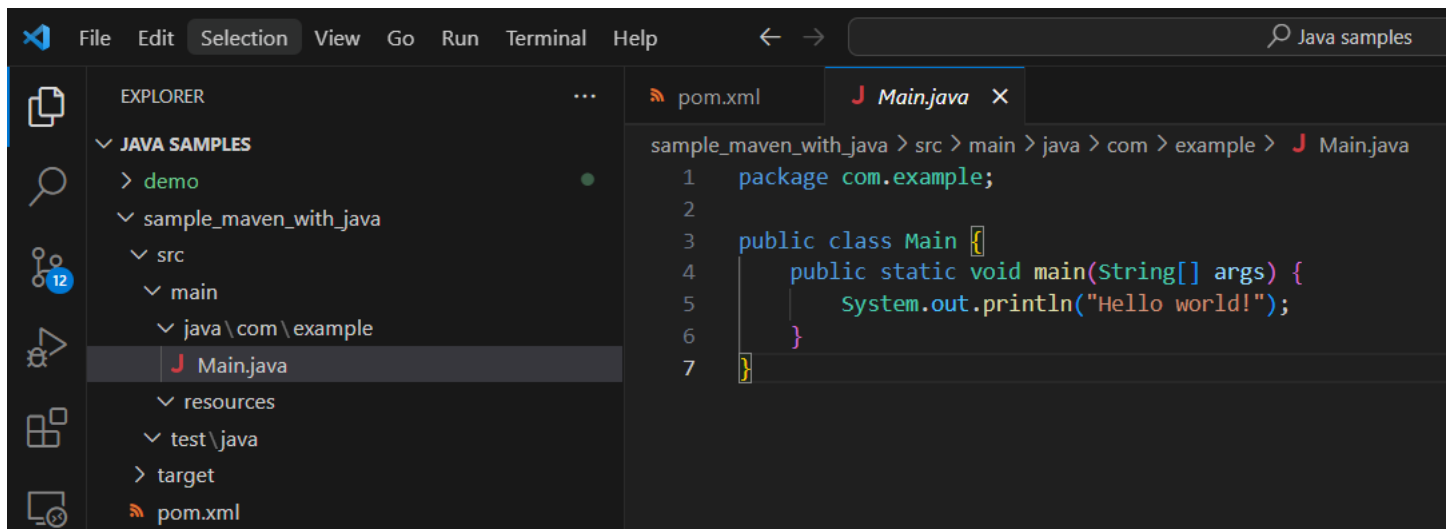 File Edit Selection View Go Run Terminal Help Java samples
EXPLORER
JAVA SAMPLES
demo
sample_maven_with_java
src
main
java\com\example
J Main.java
resources
test\java
target
pom.xml
12
pom.xml J Main.java
sample_maven_with_java > src > main > java > com > example > J Main.java
1 package com.example;
2
3 public class Main {
4 public static void main(String[] args) {
5 System.out.println("Hello world!");
6 }
7 }